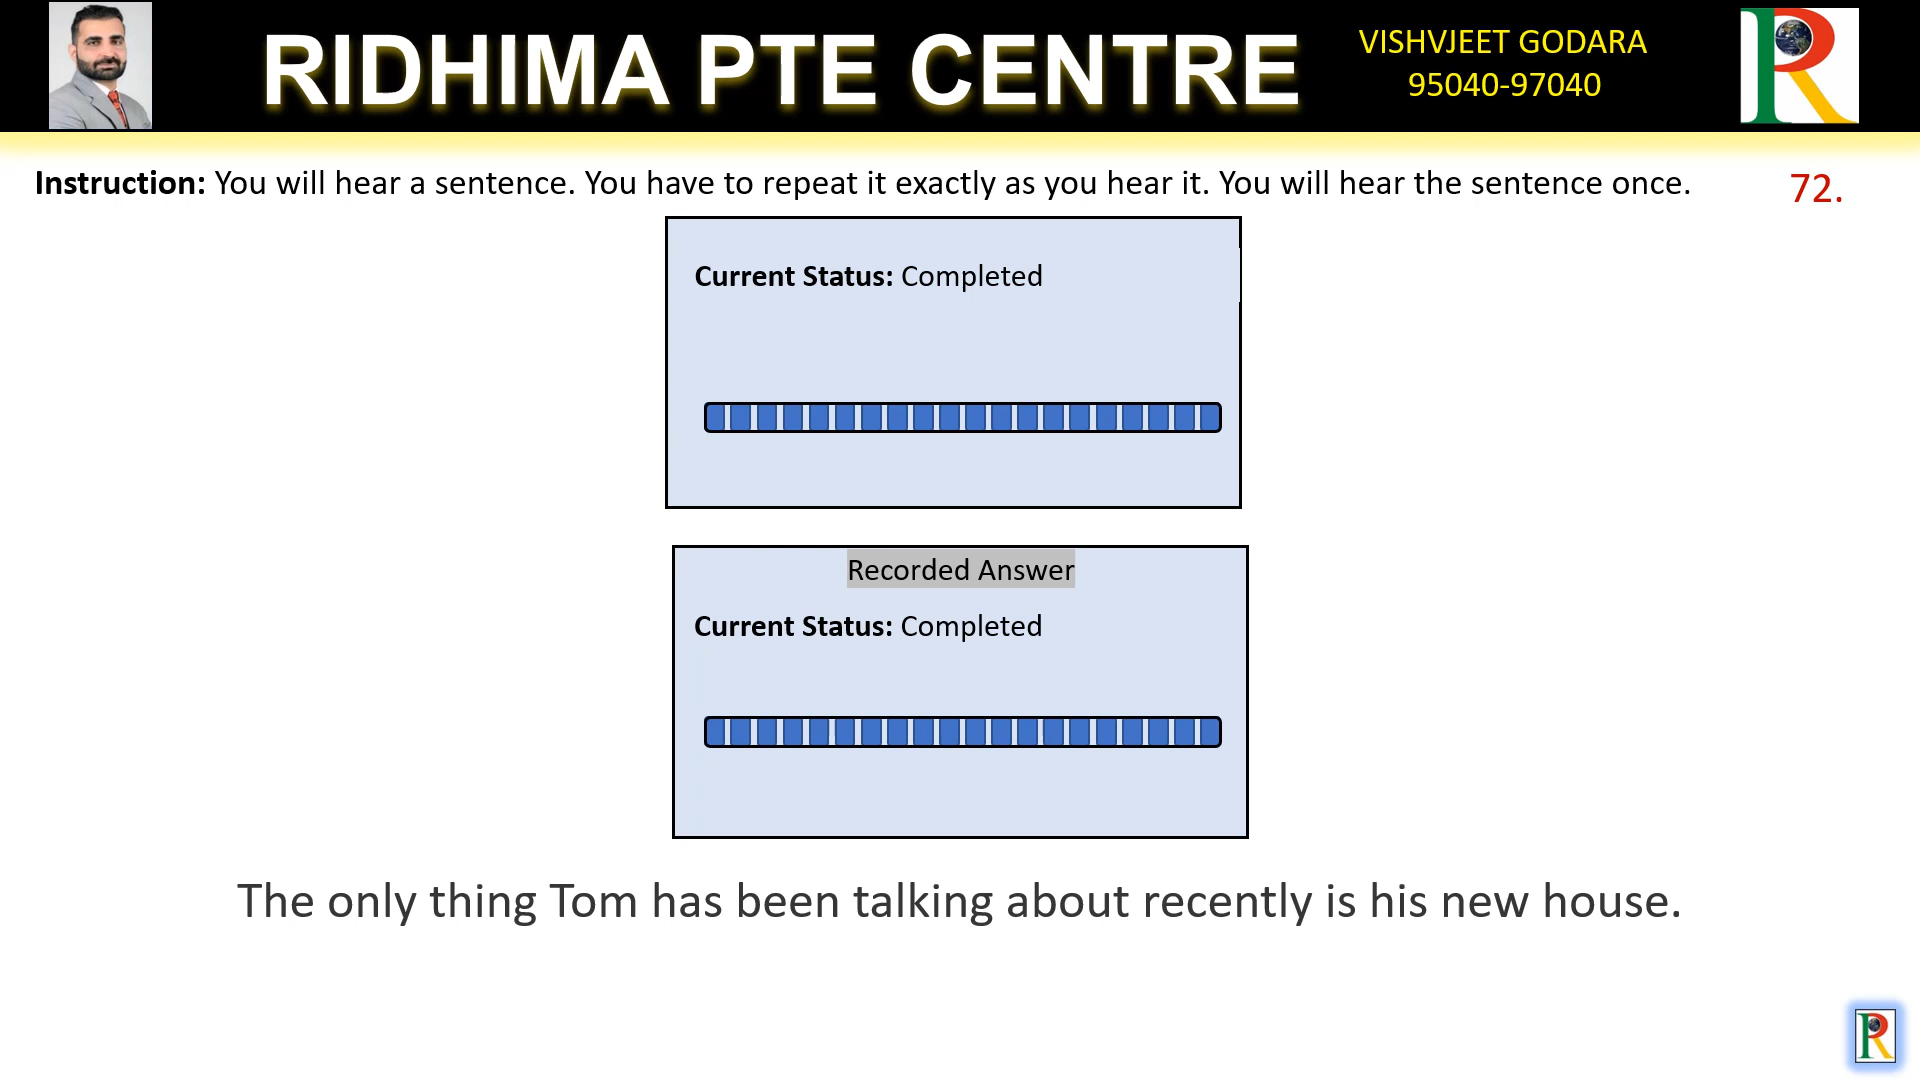 RIDHIMA PTE CENTRE
VISHVJEET GODARA
95040-97040
Instruction: You will hear a sentence. You have to repeat it exactly as you hear it. You will hear the sentence once.
72.
Current Status: Completed
Recorded Answer
Current Status: Completed
The only thing Tom has been talking about recently is his new house.